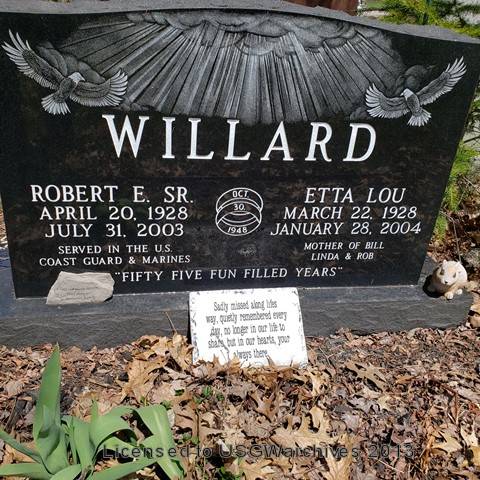 WILLARD
ROBERT E. SR.
APRIL 20, 1928
JULY 31, 2003
SERVED IN THE U.S.
COAST GUARD & MARINES
OCT.
30,
1948
ETTA LOU
MARCH 22, 1928
JANUARY 28, 2004
MOTHER OF BILL
LINDA & ROB
"FIFTY FIVE FUN FILLED YEARS"
Sadly missed along lifes
way, quietly remembered every
day, no longer in our life to
share, but in our hearts, your
always there.
Licensed to USGWarchives 2013